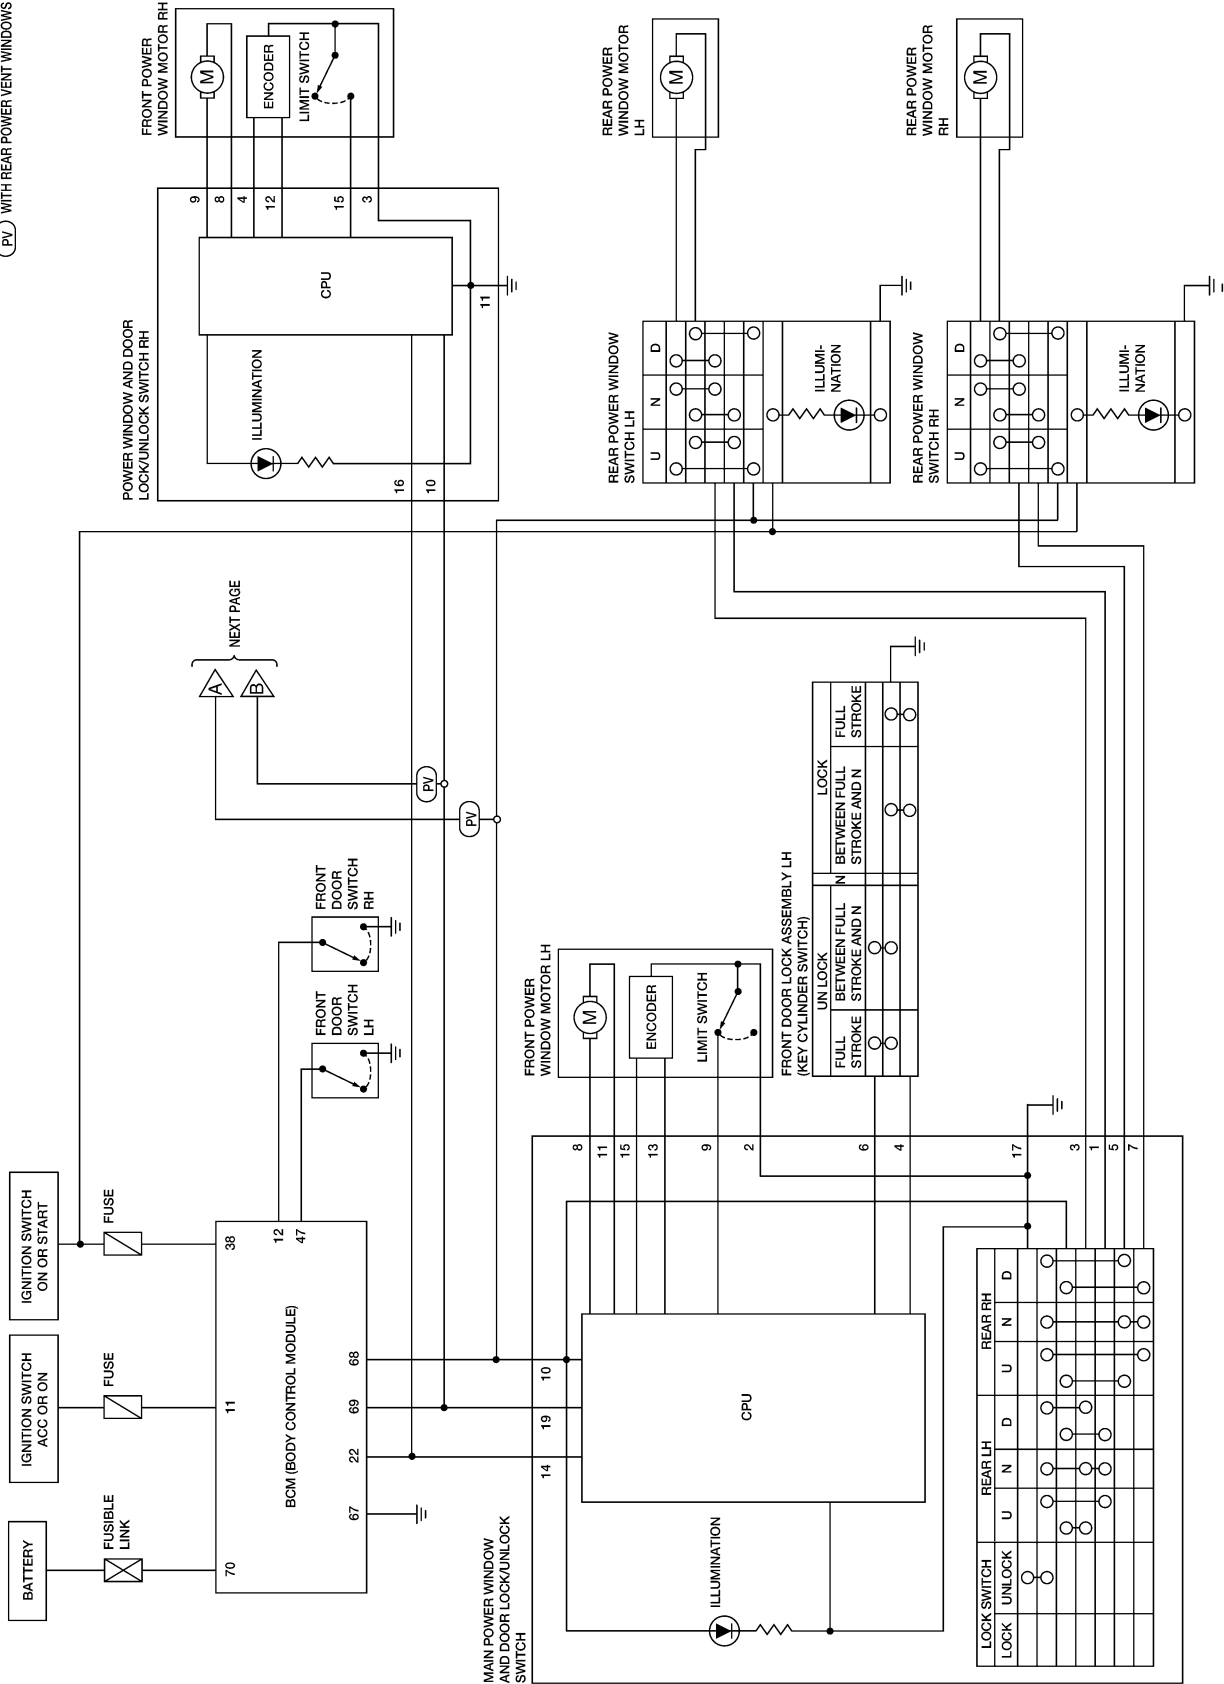 PV WITH REAR POWER VENT WINDOWS
BATTERY
FUSIBLE
LINK
70
IGNITION SWITCH
ACC OR ON
FUSE
11
IGNITION SWITCH
ON OR START
FUSE
38
BCM (BODY CONTROL MODULE)
12
47
67
22
69
68
FRONT
DOOR
SWITCH
LH
FRONT
DOOR
SWITCH
RH
NEXT PAGE
A
B
PV
PV
POWER WINDOW AND DOOR
LOCK/UNLOCK SWITCH RH
ILLUMINATION
CPU
16
10
11
9
8
4
12
15
3
FRONT POWER
WINDOW MOTOR RH
M
ENCODER
LIMIT SWITCH
MAIN POWER WINDOW
AND DOOR LOCK/UNLOCK
SWITCH
14
19
10
ILLUMINATION
CPU
8
11
15
13
9
2
6
4
17
3
1
5
7
FRONT POWER
WINDOW MOTOR LH
M
ENCODER
LIMIT SWITCH
FRONT DOOR LOCK ASSEMBLY LH
(KEY CYLINDER SWITCH)
UN LOCK
N
LOCK
FULL
STROKE
BETWEEN FULL
STROKE AND N
BETWEEN FULL
STROKE AND N
FULL
STROKE
LOCK SWITCH
REAR LH
REAR RH
LOCK
UNLOCK
U
N
D
U
N
D
REAR POWER WINDOW
SWITCH LH
U
N
D
ILLUMI-
NATION
REAR POWER
WINDOW MOTOR
LH
M
REAR POWER WINDOW
SWITCH RH
U
N
D
ILLUMI-
NATION
REAR POWER
WINDOW MOTOR
RH
M